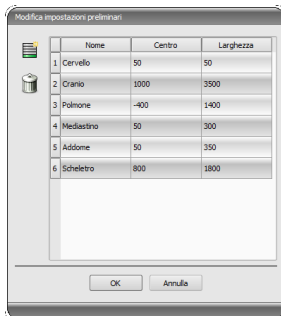 Modifica impostazioni preliminari
Nome Centro Larghezza
1 Cervello 50 50
2 Cranio 1000 3500
3 Polmone -400 1400
4 Mediastino 50 300
5 Addome 50 350
6 Scheletro 800 1800
OK Annulla